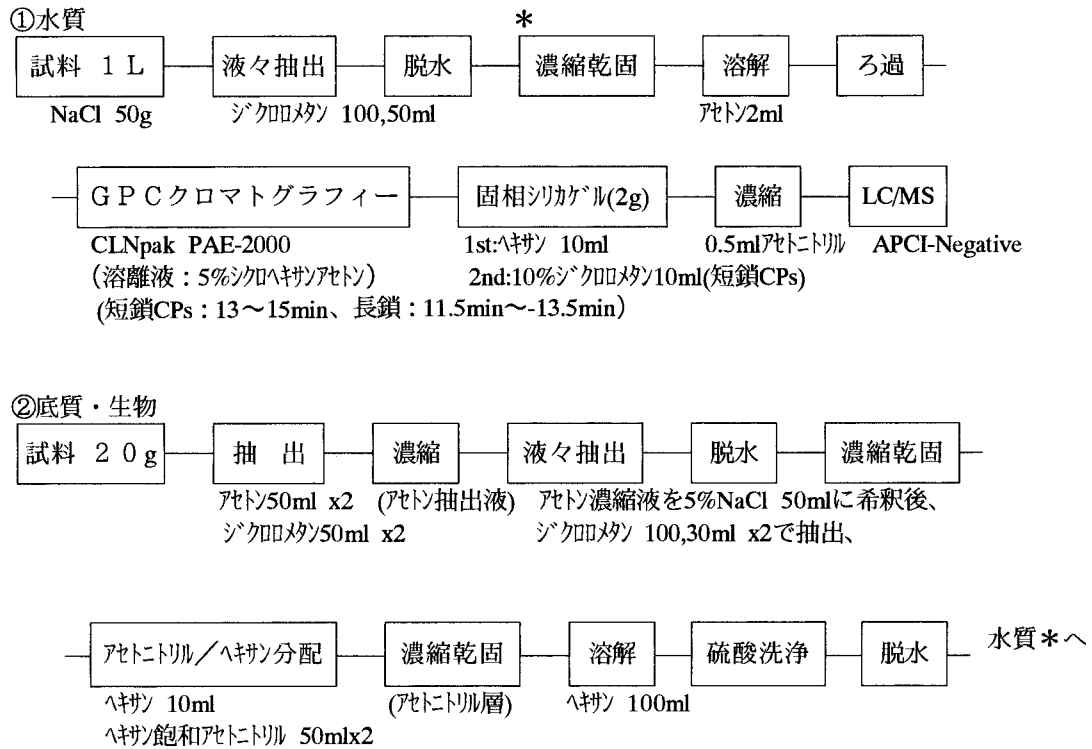 ①水質
＊
試料 1L 液々抽出 脱水 濃縮乾固 溶解 ろ過
NaCl 50g ｼﾞｸﾛﾛﾒﾀﾝ 100,50ml ｱｾﾄﾝ2ml
ＧＰＣクロマトグラフィー 固相ｼﾘｶｹﾞﾙ(2g) 濃縮 LC/MS
CLNpak PAE-2000 1st:ﾍｷｻﾝ 10ml 0.5mlｱｾﾄﾆﾄﾘﾙ APCI-Negative
（溶離液：5%ｼｸﾛﾍｷｻﾝｱｾﾄﾝ） 2nd:10%ｼﾞｸﾛﾛﾒﾀﾝ10ml(短鎖CPs)
(短鎖CPs：13～15min、長鎖：11.5min～-13.5min）
②底質・生物
試料 ２０g 抽 出 濃縮 液々抽出 脱水 濃縮乾固
ｱｾﾄﾝ50ml x2 (ｱｾﾄﾝ抽出液) ｱｾﾄﾝ濃縮液を5%NaCl 50mlに希釈後、
ｼﾞｸﾛﾛﾒﾀﾝ50ml x2 ｼﾞｸﾛﾛﾒﾀﾝ 100,30ml x2で抽出、
ｱｾﾄﾆﾄﾘﾙ／ﾍｷｻﾝ分配 濃縮乾固 溶解 硫酸洗浄 脱水 水質＊へ
ﾍｷｻﾝ 10ml (ｱｾﾄﾆﾄﾘﾙ層) ﾍｷｻﾝ 100ml
ﾍｷｻﾝ飽和ｱｾﾄﾆﾄﾘﾙ 50mlx2